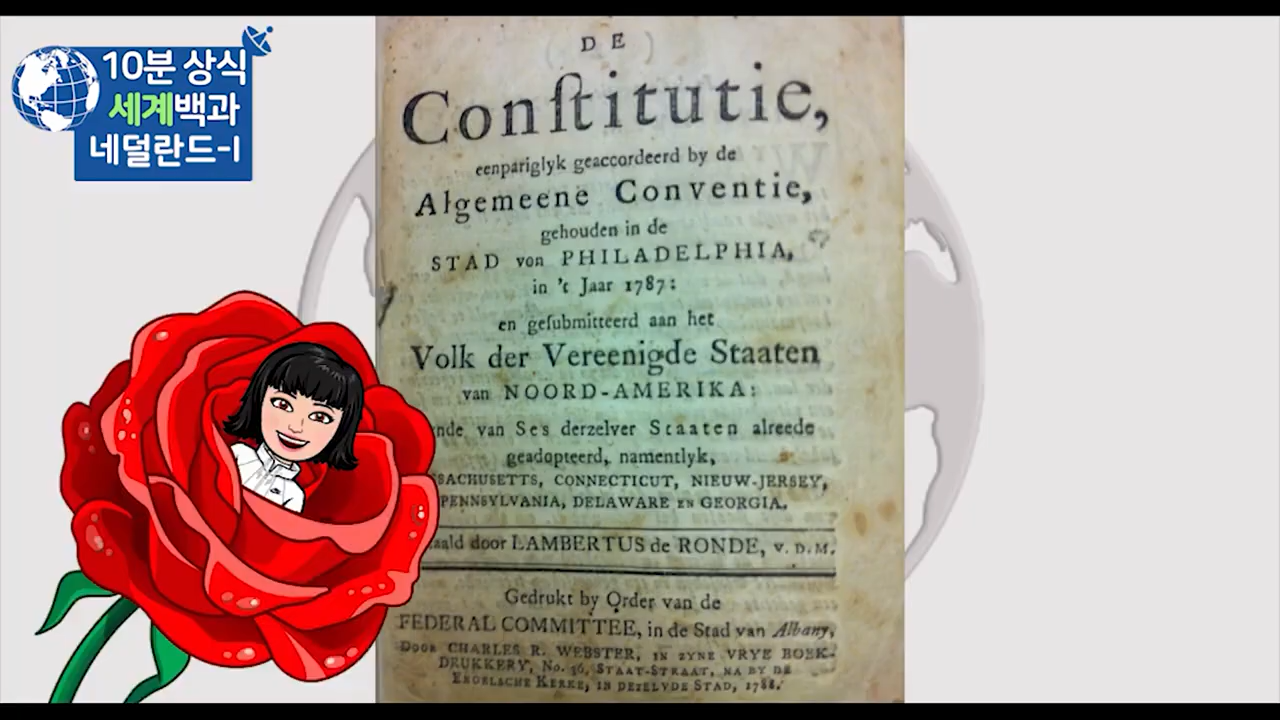 10분 상식
세계백과
네덜란드-I
DE
Conſtitutie,
eenpariglyk geaccordeerd by de
Algemeene Conventie,
gehouden in de
STAD von PHILADELPHIA,
in 't Jaar 1787:
en geſubmitteerd aan het
Volk der Vereenigde Staaten
van NOORD-AMERIKA:
van Ses derzelver Staaten alreede
geadopteerd, namentlyk,
CONNECTICUT, NIEUW-JERSEY,
PENNSYLVANIA, DELAWARE EN GEORGIA.
door LAMBERTUS de RONDE, V. D. M.
Gedrukt by Order van de
FEDERAL COMMITTEE, in de Stad van Albany,
DOOR CHARLES R. WEBSTER, IN ZYNE VRYE BOEK-
DRUKKERY, No. 36, STAAT-STRAAT, NA BY DE
ENGELSCHE KERKE, IN DEZELVDE STAD, 1788.